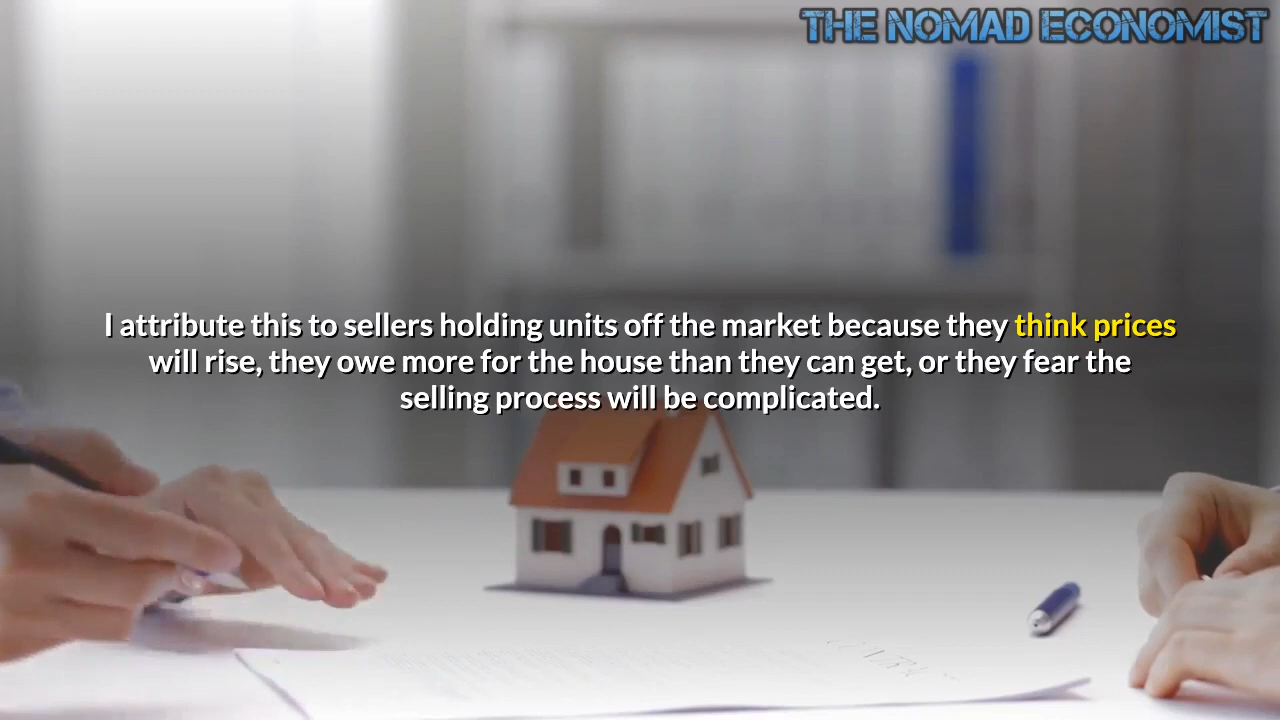 THE NOMAD ECONOMIST
I attribute this to sellers holding units off the market because they think prices
will rise, they owe more for the house than they can get, or they fear the
selling process will be complicated.